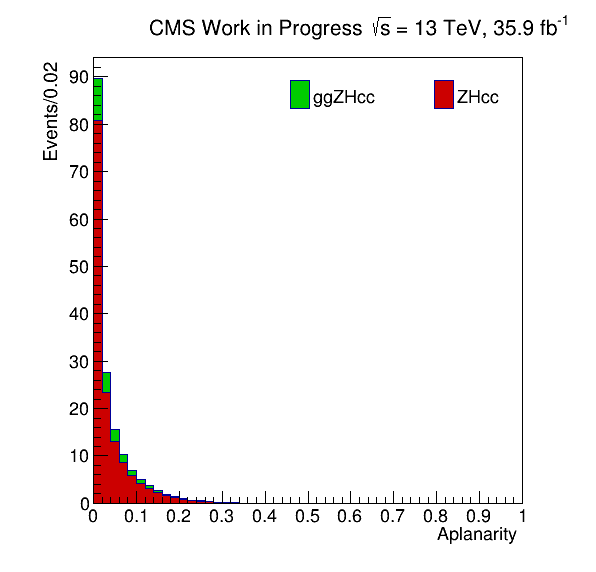 CMS Work in Progress √s = 13 TeV, 35.9 fb⁻¹
Events/0.02
ggZHcc ZHcc
90
80
70
60
50
40
30
20
10
0
0 0.1 0.2 0.3 0.4 0.5 0.6 0.7 0.8 0.9 1
Aplanarity